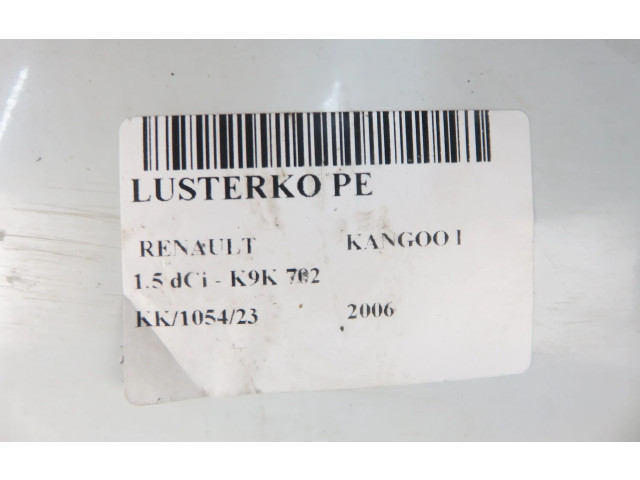 LUSTERKO PE
RENAULT KANGOO I
1.5 dCi - K9K 702
KK/1054/23 2006